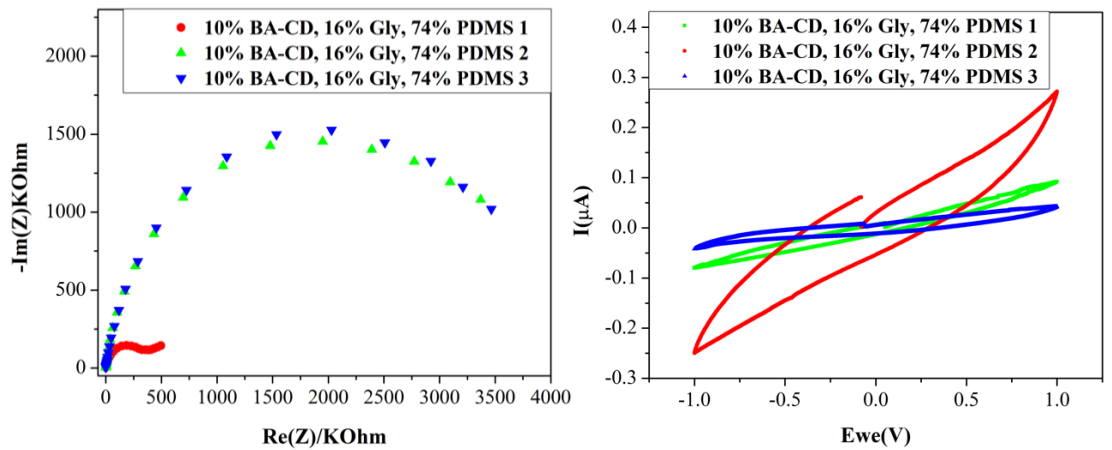 10% BA-CD, 16% Gly, 74% PDMS 1
10% BA-CD, 16% Gly, 74% PDMS 2
10% BA-CD, 16% Gly, 74% PDMS 3
2000
1500
1000
500
0
-Im(Z)/KOhm
0 500 1000 1500 2000 2500 3000 3500 4000
Re(Z)/KOhm
10% BA-CD, 16% Gly, 74% PDMS 1
10% BA-CD, 16% Gly, 74% PDMS 2
10% BA-CD, 16% Gly, 74% PDMS 3
0.4
0.3
0.2
0.1
0.0
-0.1
-0.2
-0.3
I(μA)
-1.0 -0.5 0.0 0.5 1.0
Ewe(V)